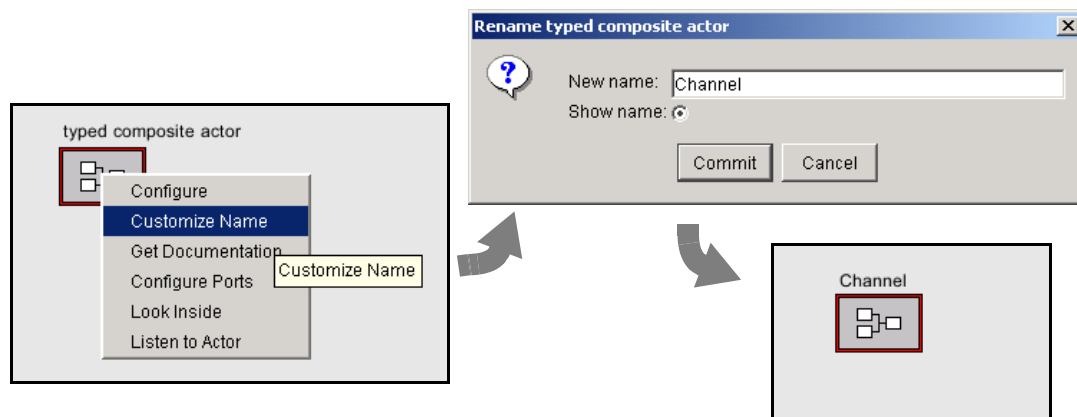 typed composite actor
Configure
Customize Name
Get Documentation
Customize Name
Configure Ports
Look Inside
Listen to Actor
Rename typed composite actor
New name: Channel
Show name:
Commit Cancel
Channel